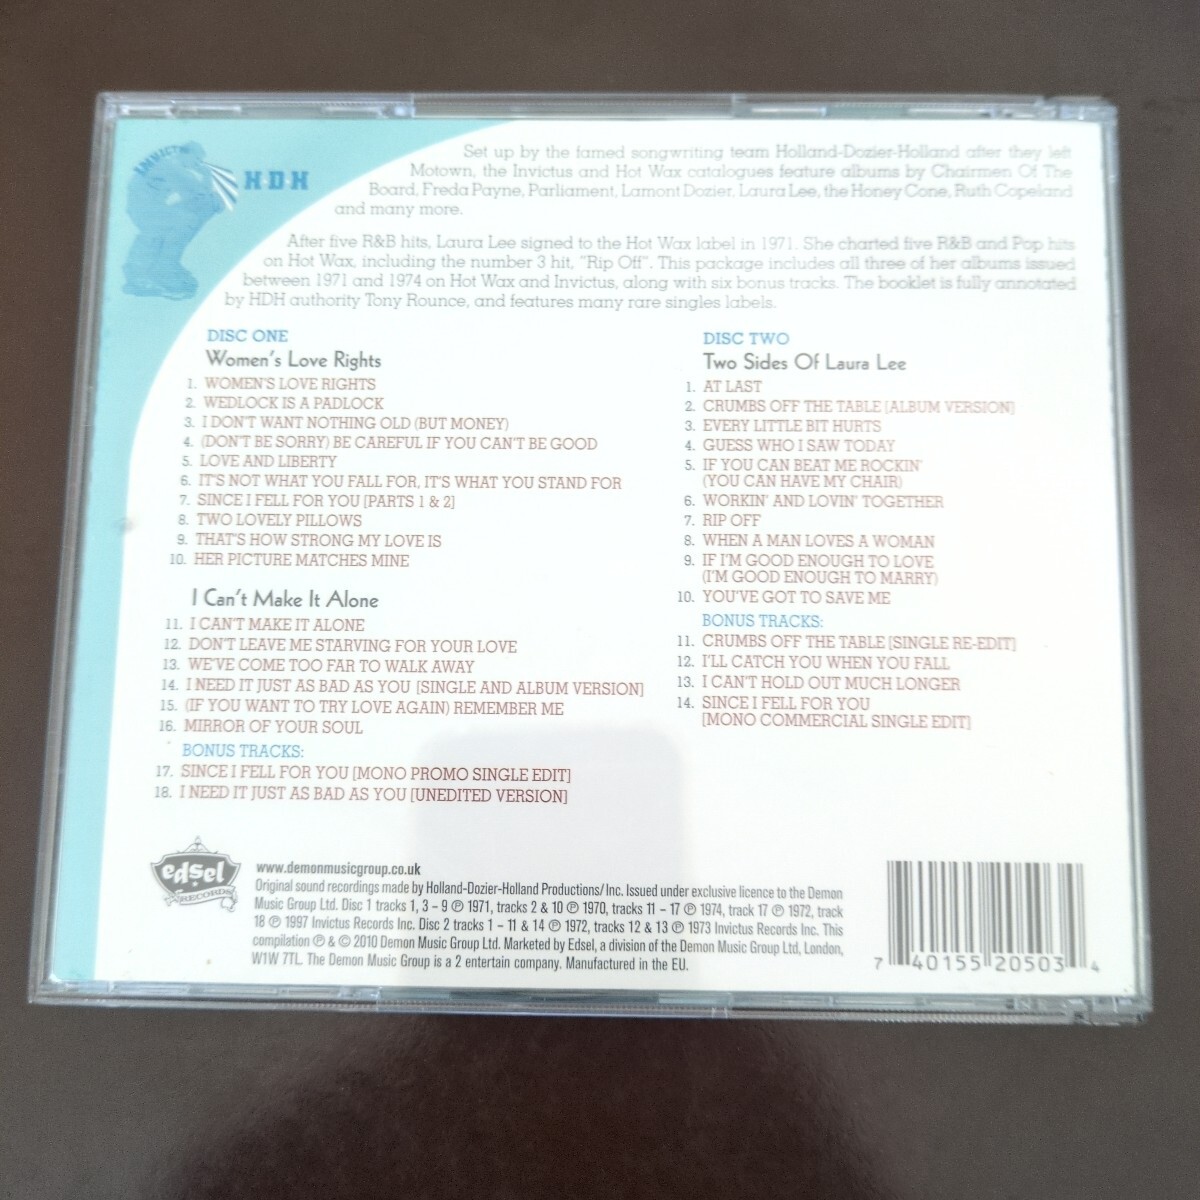 INVICTUS
HDH
Set up by the famed songwriting team Holland-Dozier-Holland after they left
Motown, the Invictus and Hot Wax catalogues feature albums by Chairmen Of The
Board, Freda Payne, Parliament, Lamont Dozier, Laura Lee, the Honey Cone, Ruth Copeland
and many more.
After five R&B hits, Laura Lee signed to the Hot Wax label in 1971. She charted five R&B and Pop hits
on Hot Wax, including the number 3 hit, "Rip Off". This package includes all three of her albums issued
between 1971 and 1974 on Hot Wax and Invictus, along with six bonus tracks. The booklet is fully annotated
by HDH authority Tony Rounce, and features many rare singles labels.
DISC ONE
Women's Love Rights
1. WOMEN'S LOVE RIGHTS
2. WEDLOCK IS A PADLOCK
3. I DON'T WANT NOTHING OLD (BUT MONEY)
4. (DON'T BE SORRY) BE CAREFUL IF YOU CAN'T BE GOOD
5. LOVE AND LIBERTY
6. IT'S NOT WHAT YOU FALL FOR, IT'S WHAT YOU STAND FOR
7. SINCE I FELL FOR YOU [PARTS 1 & 2]
8. TWO LOVELY PILLOWS
9. THAT'S HOW STRONG MY LOVE IS
10. HER PICTURE MATCHES MINE
I Can't Make It Alone
11. I CAN'T MAKE IT ALONE
12. DON'T LEAVE ME STARVING FOR YOUR LOVE
13. WE'VE COME TOO FAR TO WALK AWAY
14. I NEED IT JUST AS BAD AS YOU [SINGLE AND ALBUM VERSION]
15. (IF YOU WANT TO TRY LOVE AGAIN) REMEMBER ME
16. MIRROR OF YOUR SOUL
BONUS TRACKS:
17. SINCE I FELL FOR YOU [MONO PROMO SINGLE EDIT]
18. I NEED IT JUST AS BAD AS YOU [UNEDITED VERSION]
DISC TWO
Two Sides Of Laura Lee
1. AT LAST
2. CRUMBS OFF THE TABLE [ALBUM VERSION]
3. EVERY LITTLE BIT HURTS
4. GUESS WHO I SAW TODAY
5. IF YOU CAN BEAT ME ROCKIN'
(YOU CAN HAVE MY CHAIR)
6. WORKIN' AND LOVIN' TOGETHER
7. RIP OFF
8. WHEN A MAN LOVES A WOMAN
9. IF I'M GOOD ENOUGH TO LOVE
(I'M GOOD ENOUGH TO MARRY)
10. YOU'VE GOT TO SAVE ME
BONUS TRACKS:
11. CRUMBS OFF THE TABLE [SINGLE RE-EDIT]
12. I'LL CATCH YOU WHEN YOU FALL
13. I CAN'T HOLD OUT MUCH LONGER
14. SINCE I FELL FOR YOU
[MONO COMMERCIAL SINGLE EDIT]
edsel
RECORDS
www.demonmusicgroup.co.uk
Original sound recordings made by Holland-Dozier-Holland Productions/ Inc. Issued under exclusive licence to the Demon
Music Group Ltd. Disc 1 tracks 1, 3 – 9 ℗ 1971, tracks 2 & 10 ℗ 1970, tracks 11 – 17 ℗ 1974, track 17 ℗ 1972, track
18 ℗ 1997 Invictus Records Inc. Disc 2 tracks 1 – 11 & 14 ℗ 1972, tracks 12 & 13 ℗ 1973 Invictus Records Inc. This
compilation ℗ & © 2010 Demon Music Group Ltd. Marketed by Edsel, a division of the Demon Music Group Ltd, London,
W1W 7TL. The Demon Music Group is a 2 entertain company. Manufactured in the EU.
7 40155 20503 4